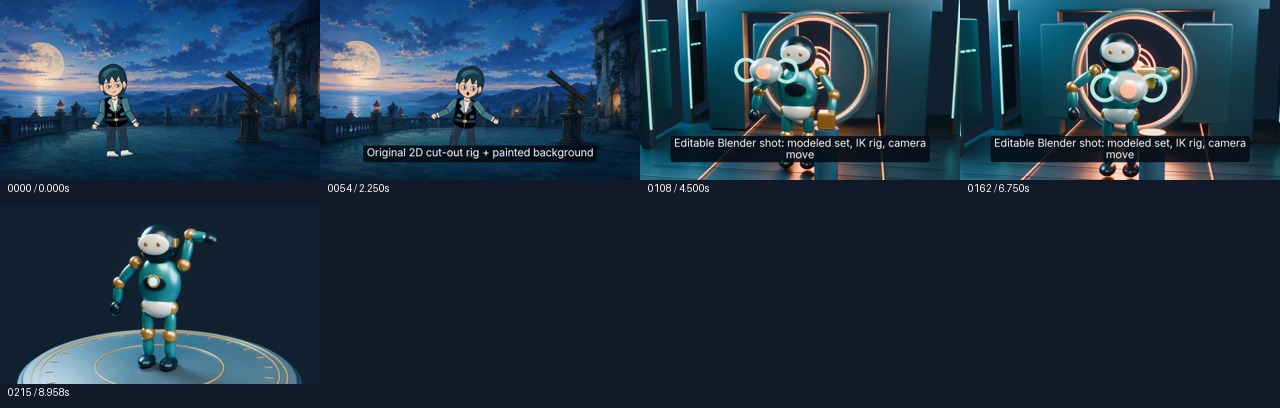 Original 2D cut-out rig + painted background
Editable Blender shot: modeled set, IK rig, camera
move
Editable Blender shot: modeled set, IK rig, camera
move
0000 / 0.000s
0054 / 2.250s
0108 / 4.500s
0162 / 6.750s
0215 / 8.958s